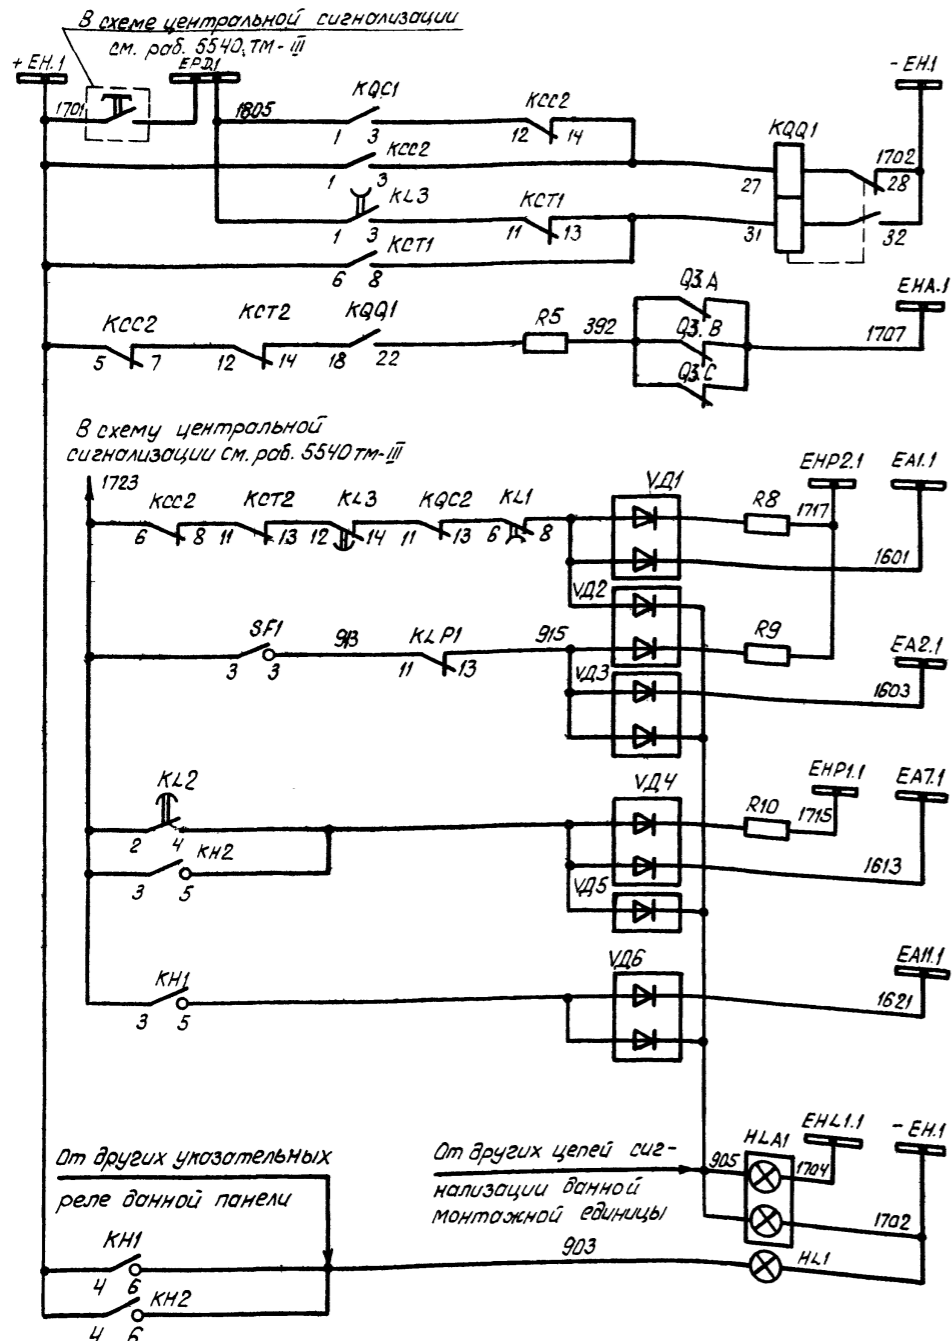 В схеме центральной сигнализации
см. раб. 5540, тм-III
+ EH.1
EPД.1
- EH.1
1701
1805
KQC1
KCC2
1 3
12 14
KQQ1
KCC2
1 3
27
1702
28
KL3
KCT1
1 3
11 13
31
32
KCT1
6 8
KCC2
KCT2
KQQ1
R5
392
Q3.A
Q3.B
Q3.C
EHA.1
1707
5 7
12 14
18 22
В схему центральной
сигнализации см. раб. 5540 тм-III
1723
KCC2
KCT2
KL3
KQC2
KL1
VД1
R8
EHP2.1
EA1.1
1717
6 8
11 13
12 14
11 13
6 8
1601
VД2
SF1
913
KLP1
915
R9
EA2.1
3 3
11 13
VД3
1603
KL2
VД4
R10
EHP1.1
EA7.1
1715
2 4
KH2
3 5
1613
VД5
KH1
VД6
EA11.1
3 5
1621
От других указательных
реле данной панели
От других цепей сиг-
нализации данной
монтажной единицы
905
HLA1
EHL1.1
- EH.1
1704
1702
KH1
903
HL1
4 6
KH2
4 6